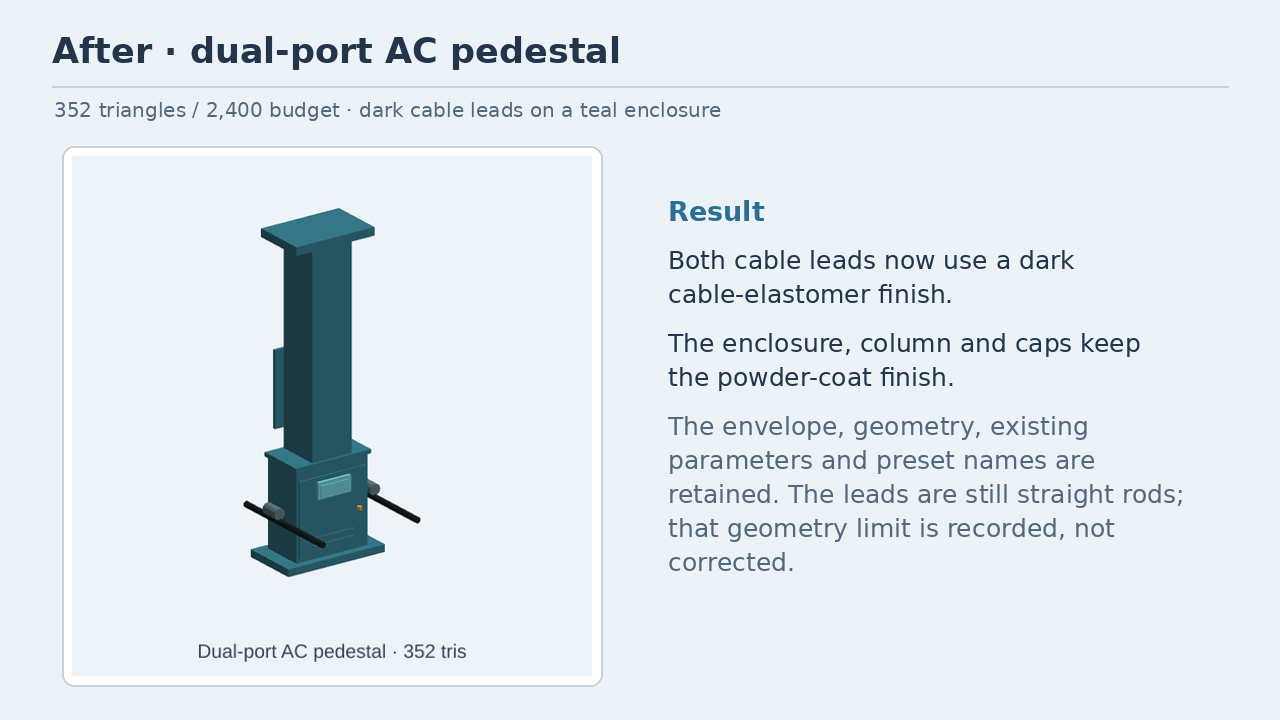 After · dual-port AC pedestal
352 triangles / 2,400 budget · dark cable leads on a teal enclosure
Dual-port AC pedestal · 352 tris
Result
Both cable leads now use a dark
cable-elastomer finish.
The enclosure, column and caps keep
the powder-coat finish.
The envelope, geometry, existing
parameters and preset names are
retained. The leads are still straight rods;
that geometry limit is recorded, not
corrected.